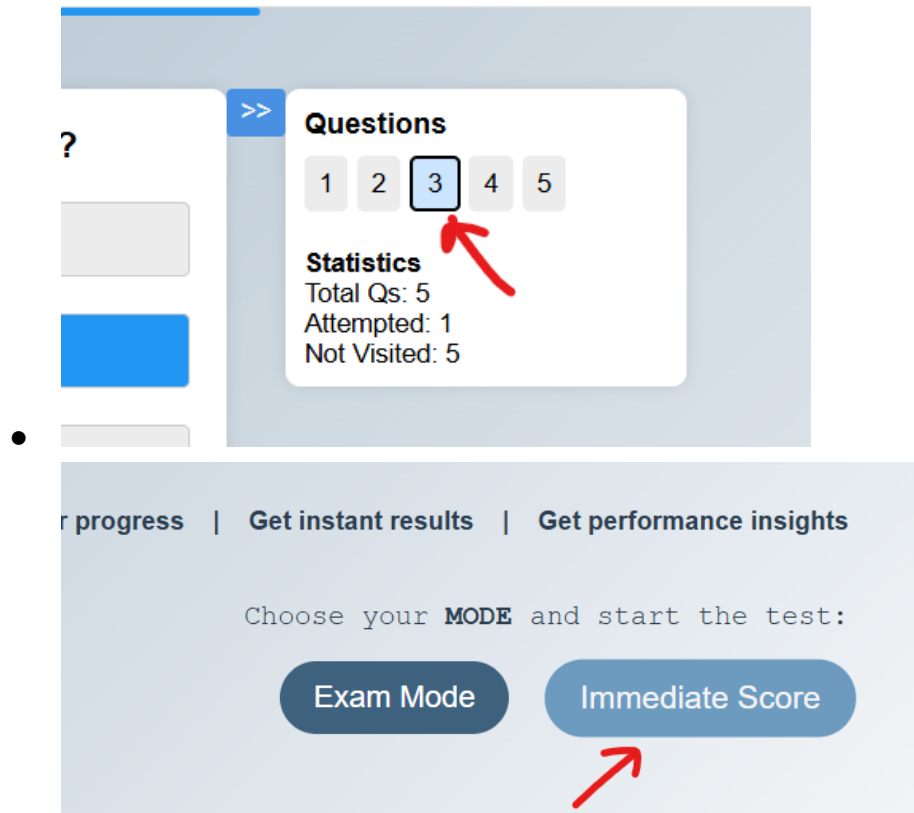 >>
Questions
?
1 2 3 4 5
Statistics
Total Qs: 5
Attempted: 1
Not Visited: 5
r progress | Get instant results | Get performance insights
Choose your MODE and start the test:
Exam Mode Immediate Score